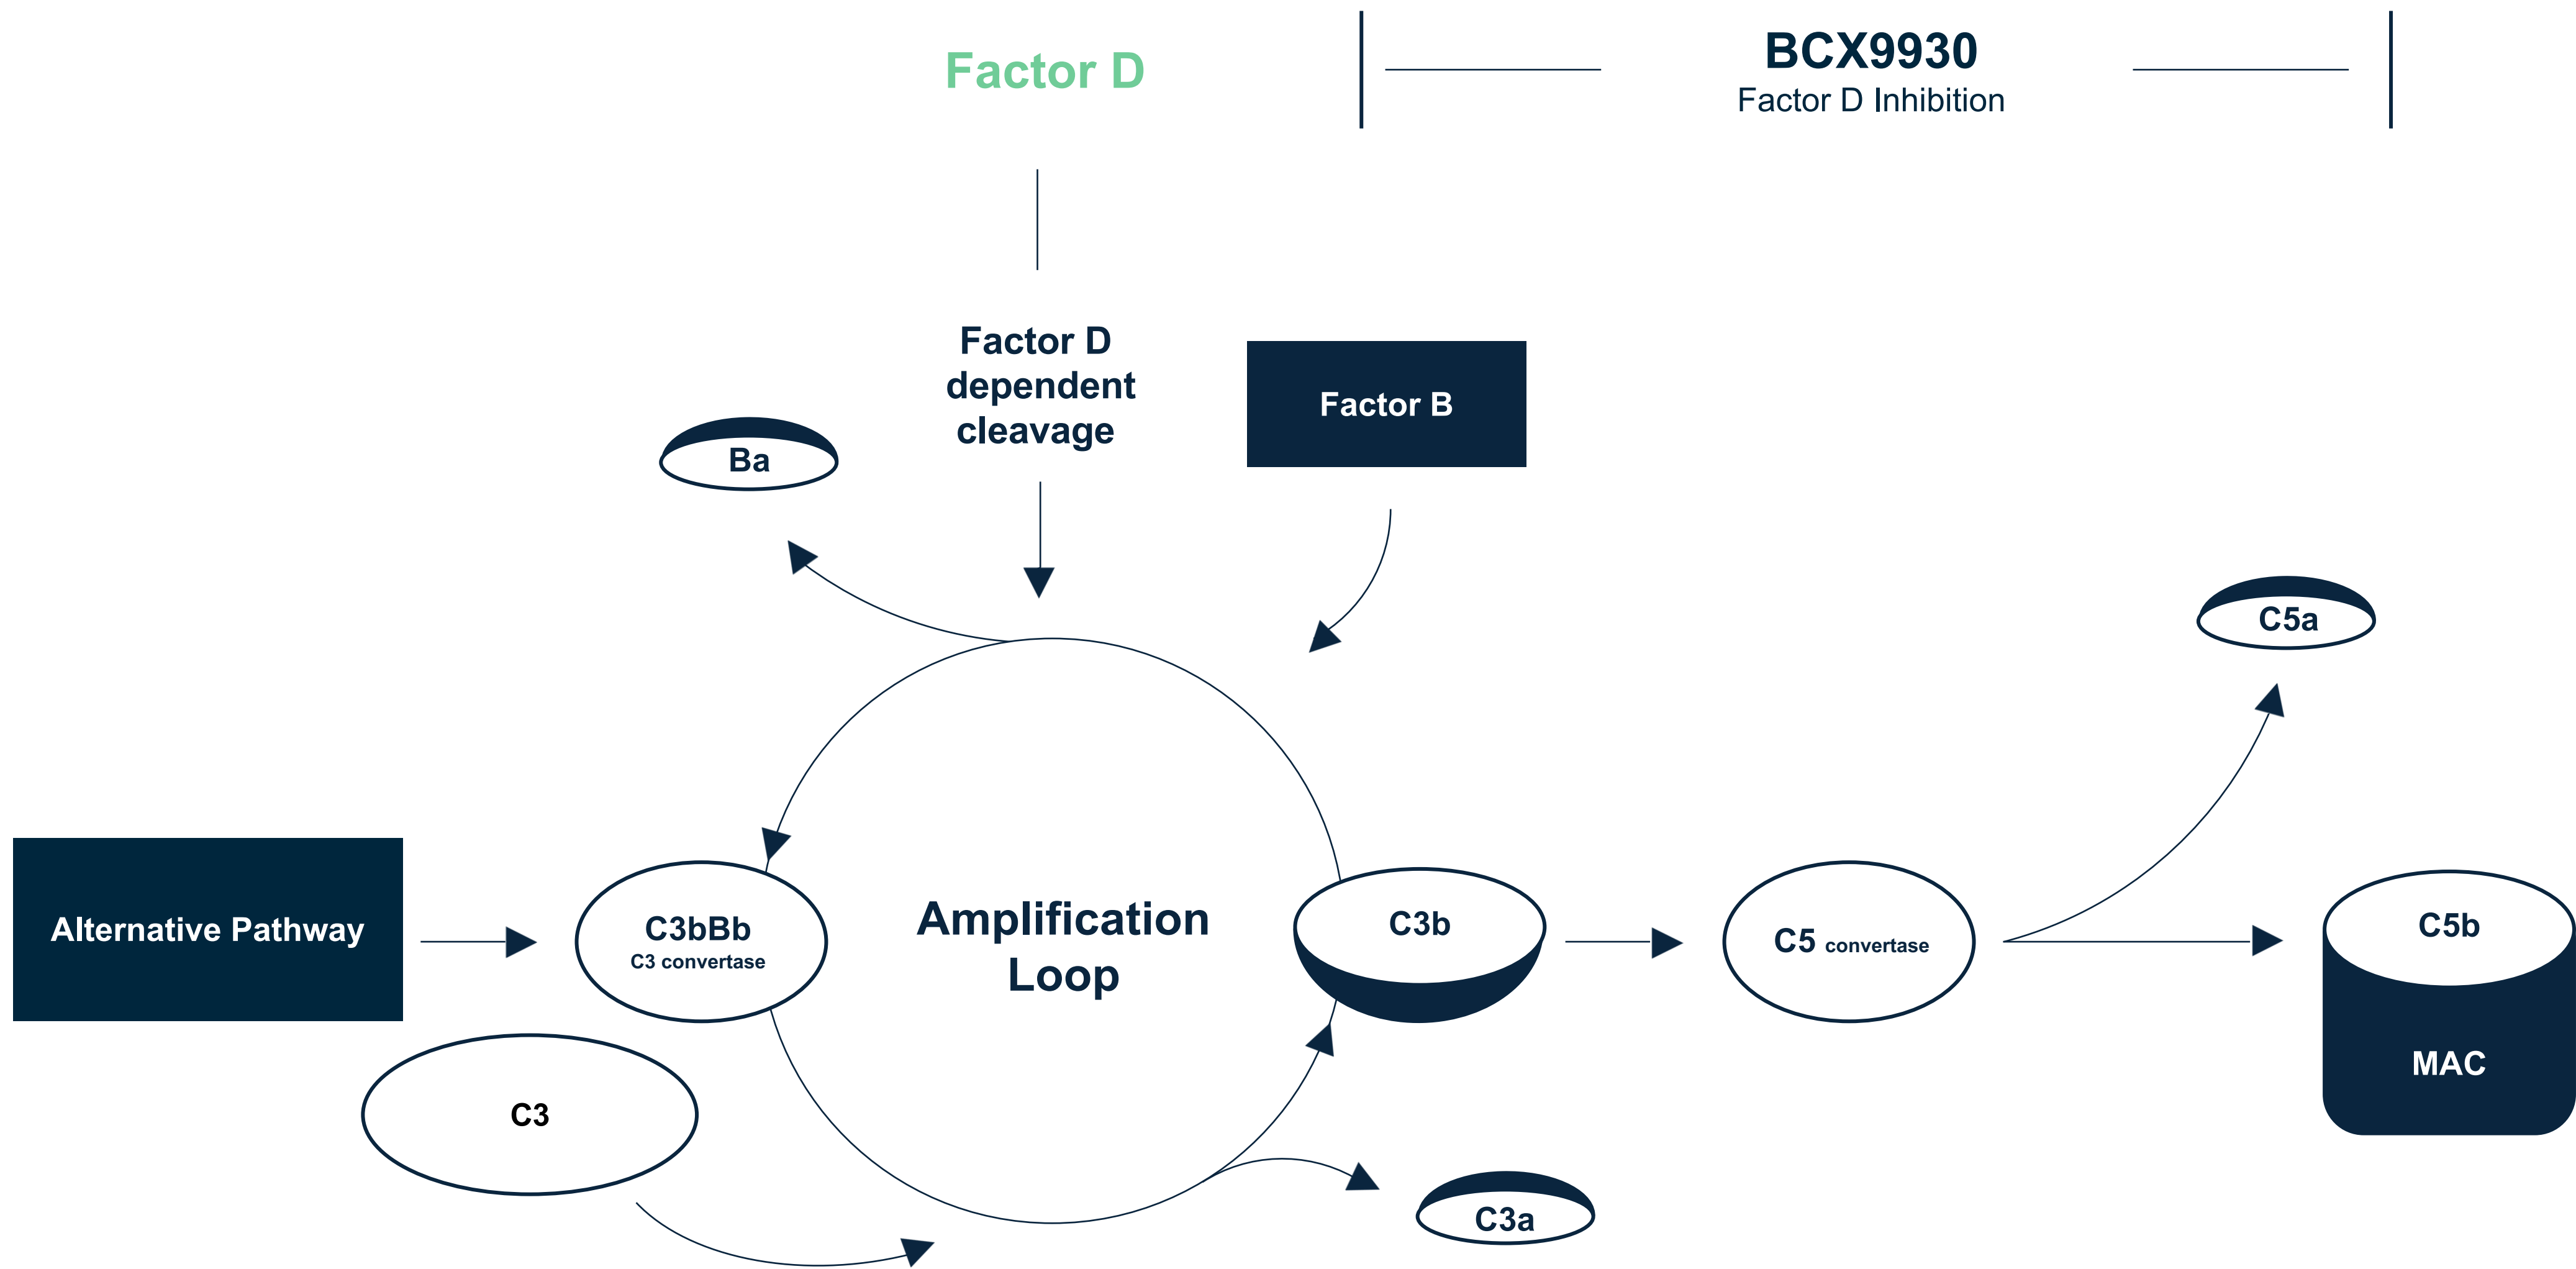 Factor D
BCX9930
Factor D Inhibition
Factor D
dependent
cleavage
Factor B
Ba
C5a
Alternative Pathway
C3bBb
C3 convertase
Amplification
Loop
C3b
C5 convertase
C5b
MAC
C3
C3a